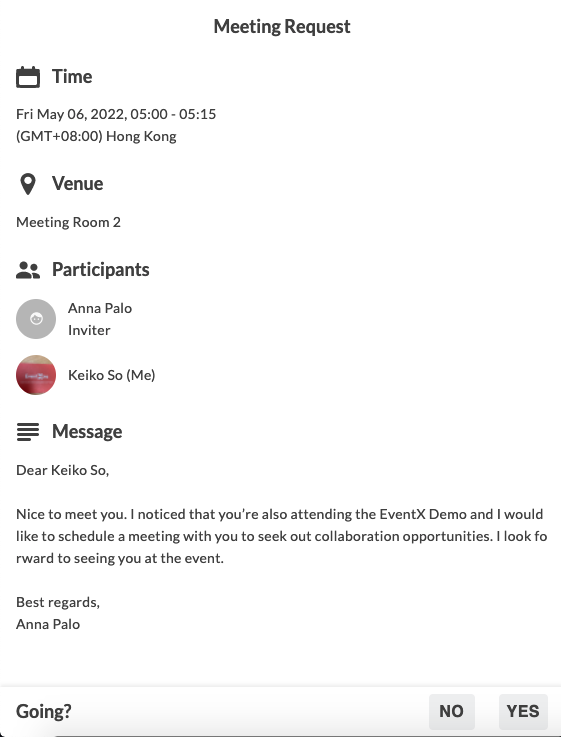 Meeting Request
Time
Fri May 06, 2022, 05:00 - 05:15
(GMT+08:00) Hong Kong
Venue
Meeting Room 2
Participants
Anna Palo
Inviter
Keiko So (Me)
Message
Dear Keiko So,
Nice to meet you. I noticed that you're also attending the EventX Demo and I would
like to schedule a meeting with you to seek out collaboration opportunities. I look fo
rward to seeing you at the event.
Best regards,
Anna Palo
Going?
NO YES